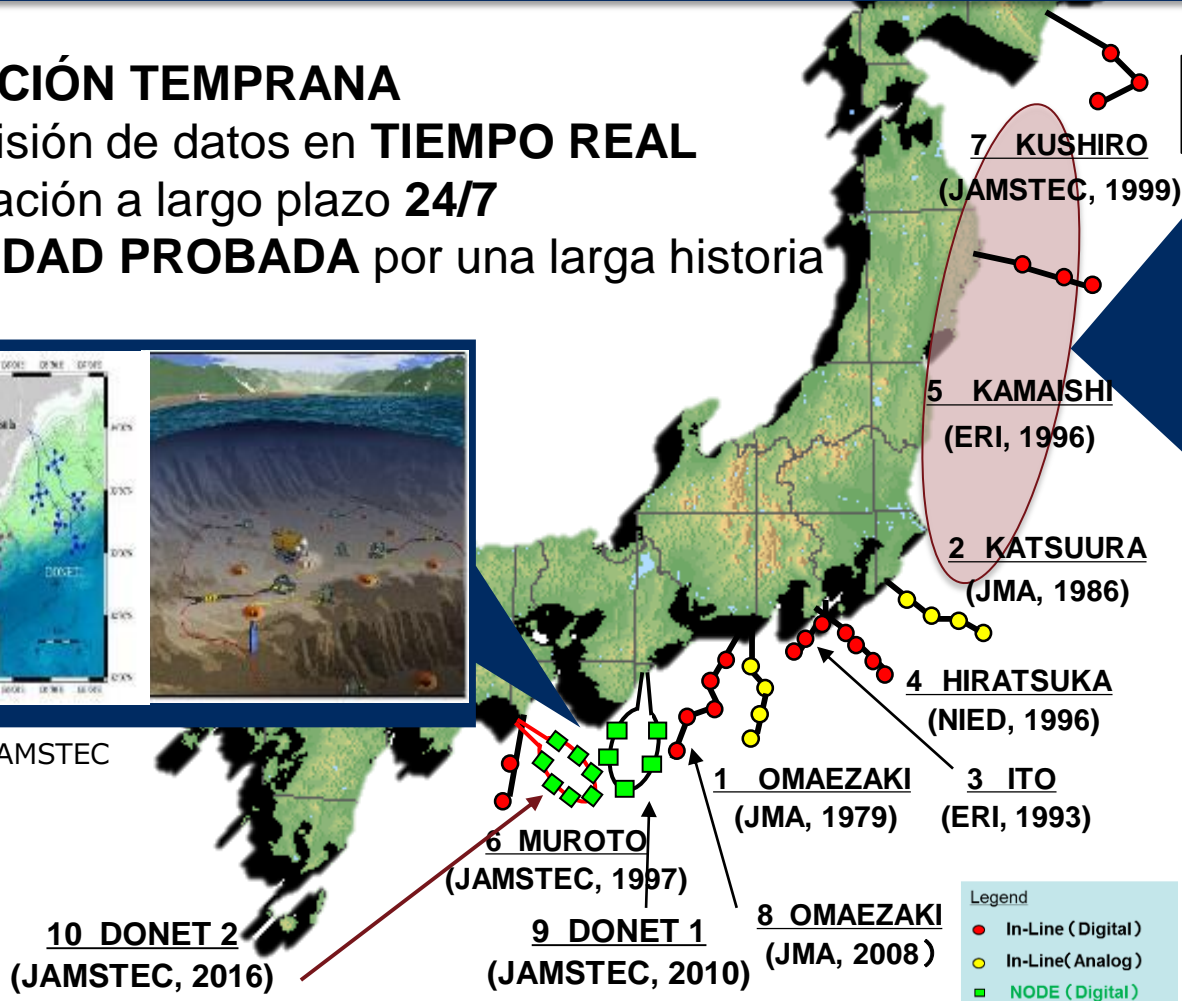 CIÓN TEMPRANA
isión de datos en TIEMPO REAL
ación a largo plazo 24/7
DAD PROBADA por una larga historia
7 KUSHIRO
(JAMSTEC, 1999)
5 KAMAISHI
(ERI, 1996)
2 KATSUURA
(JMA, 1986)
4 HIRATSUKA
(NIED, 1996)
DONET
AMSTEC
1 OMAEZAKI
(JMA, 1979)
3 ITO
(ERI, 1993)
6 MUROTO
(JAMSTEC, 1997)
8 OMAEZAKI
(JMA, 2008)
9 DONET 1
(JAMSTEC, 2010)
10 DONET 2
(JAMSTEC, 2016)
Legend
In-Line（Digital）
In-Line(Analog）
NODE（Digital）